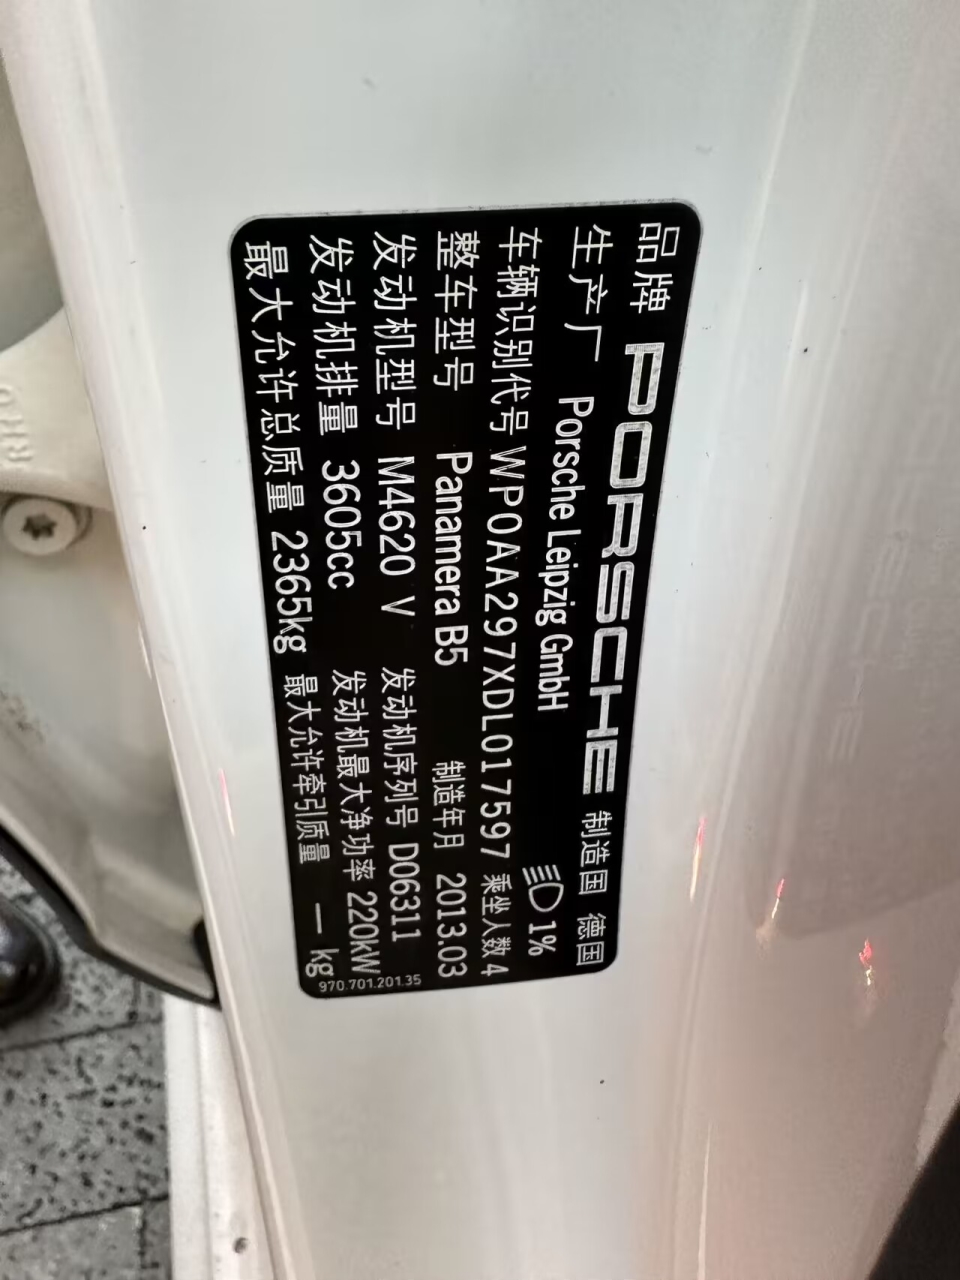 品牌 PORSCHE 制造国 德国
生产厂 Porsche Leipzig GmbH 1%
车辆识别代号 WP0AA297XDL017597 乘坐人数 4
整车型号 Panamera B5 制造年月 2013.03
发动机型号 M4620 V 发动机序列号 D06311
发动机排量 3605cc 发动机最大净功率 220kW
最大允许总质量 2365kg 最大允许牵引质量 — kg
970.701.201.35